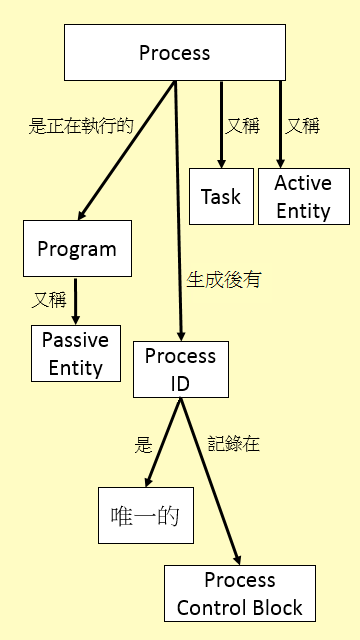 Process
是正在執行的
又稱
又稱
Task
Active
Entity
Program
又稱
生成後有
Passive
Entity
Process
ID
是
記錄在
唯一的
Process
Control Block